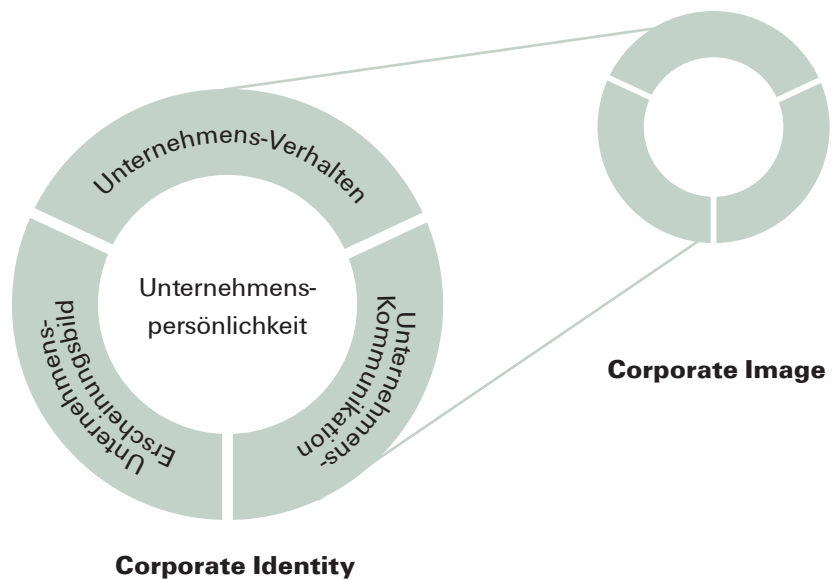 Unternehmens-Verhalten
Unternehmens-
persönlichkeit
Unternehmens-
Erscheinungsbild
Unternehmens-
Kommunikation
Corporate Image
Corporate Identity